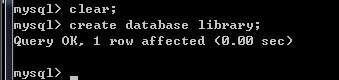 mysql> clear;
mysql> create database library;
Query OK, 1 row affected (0.00 sec)
mysql>